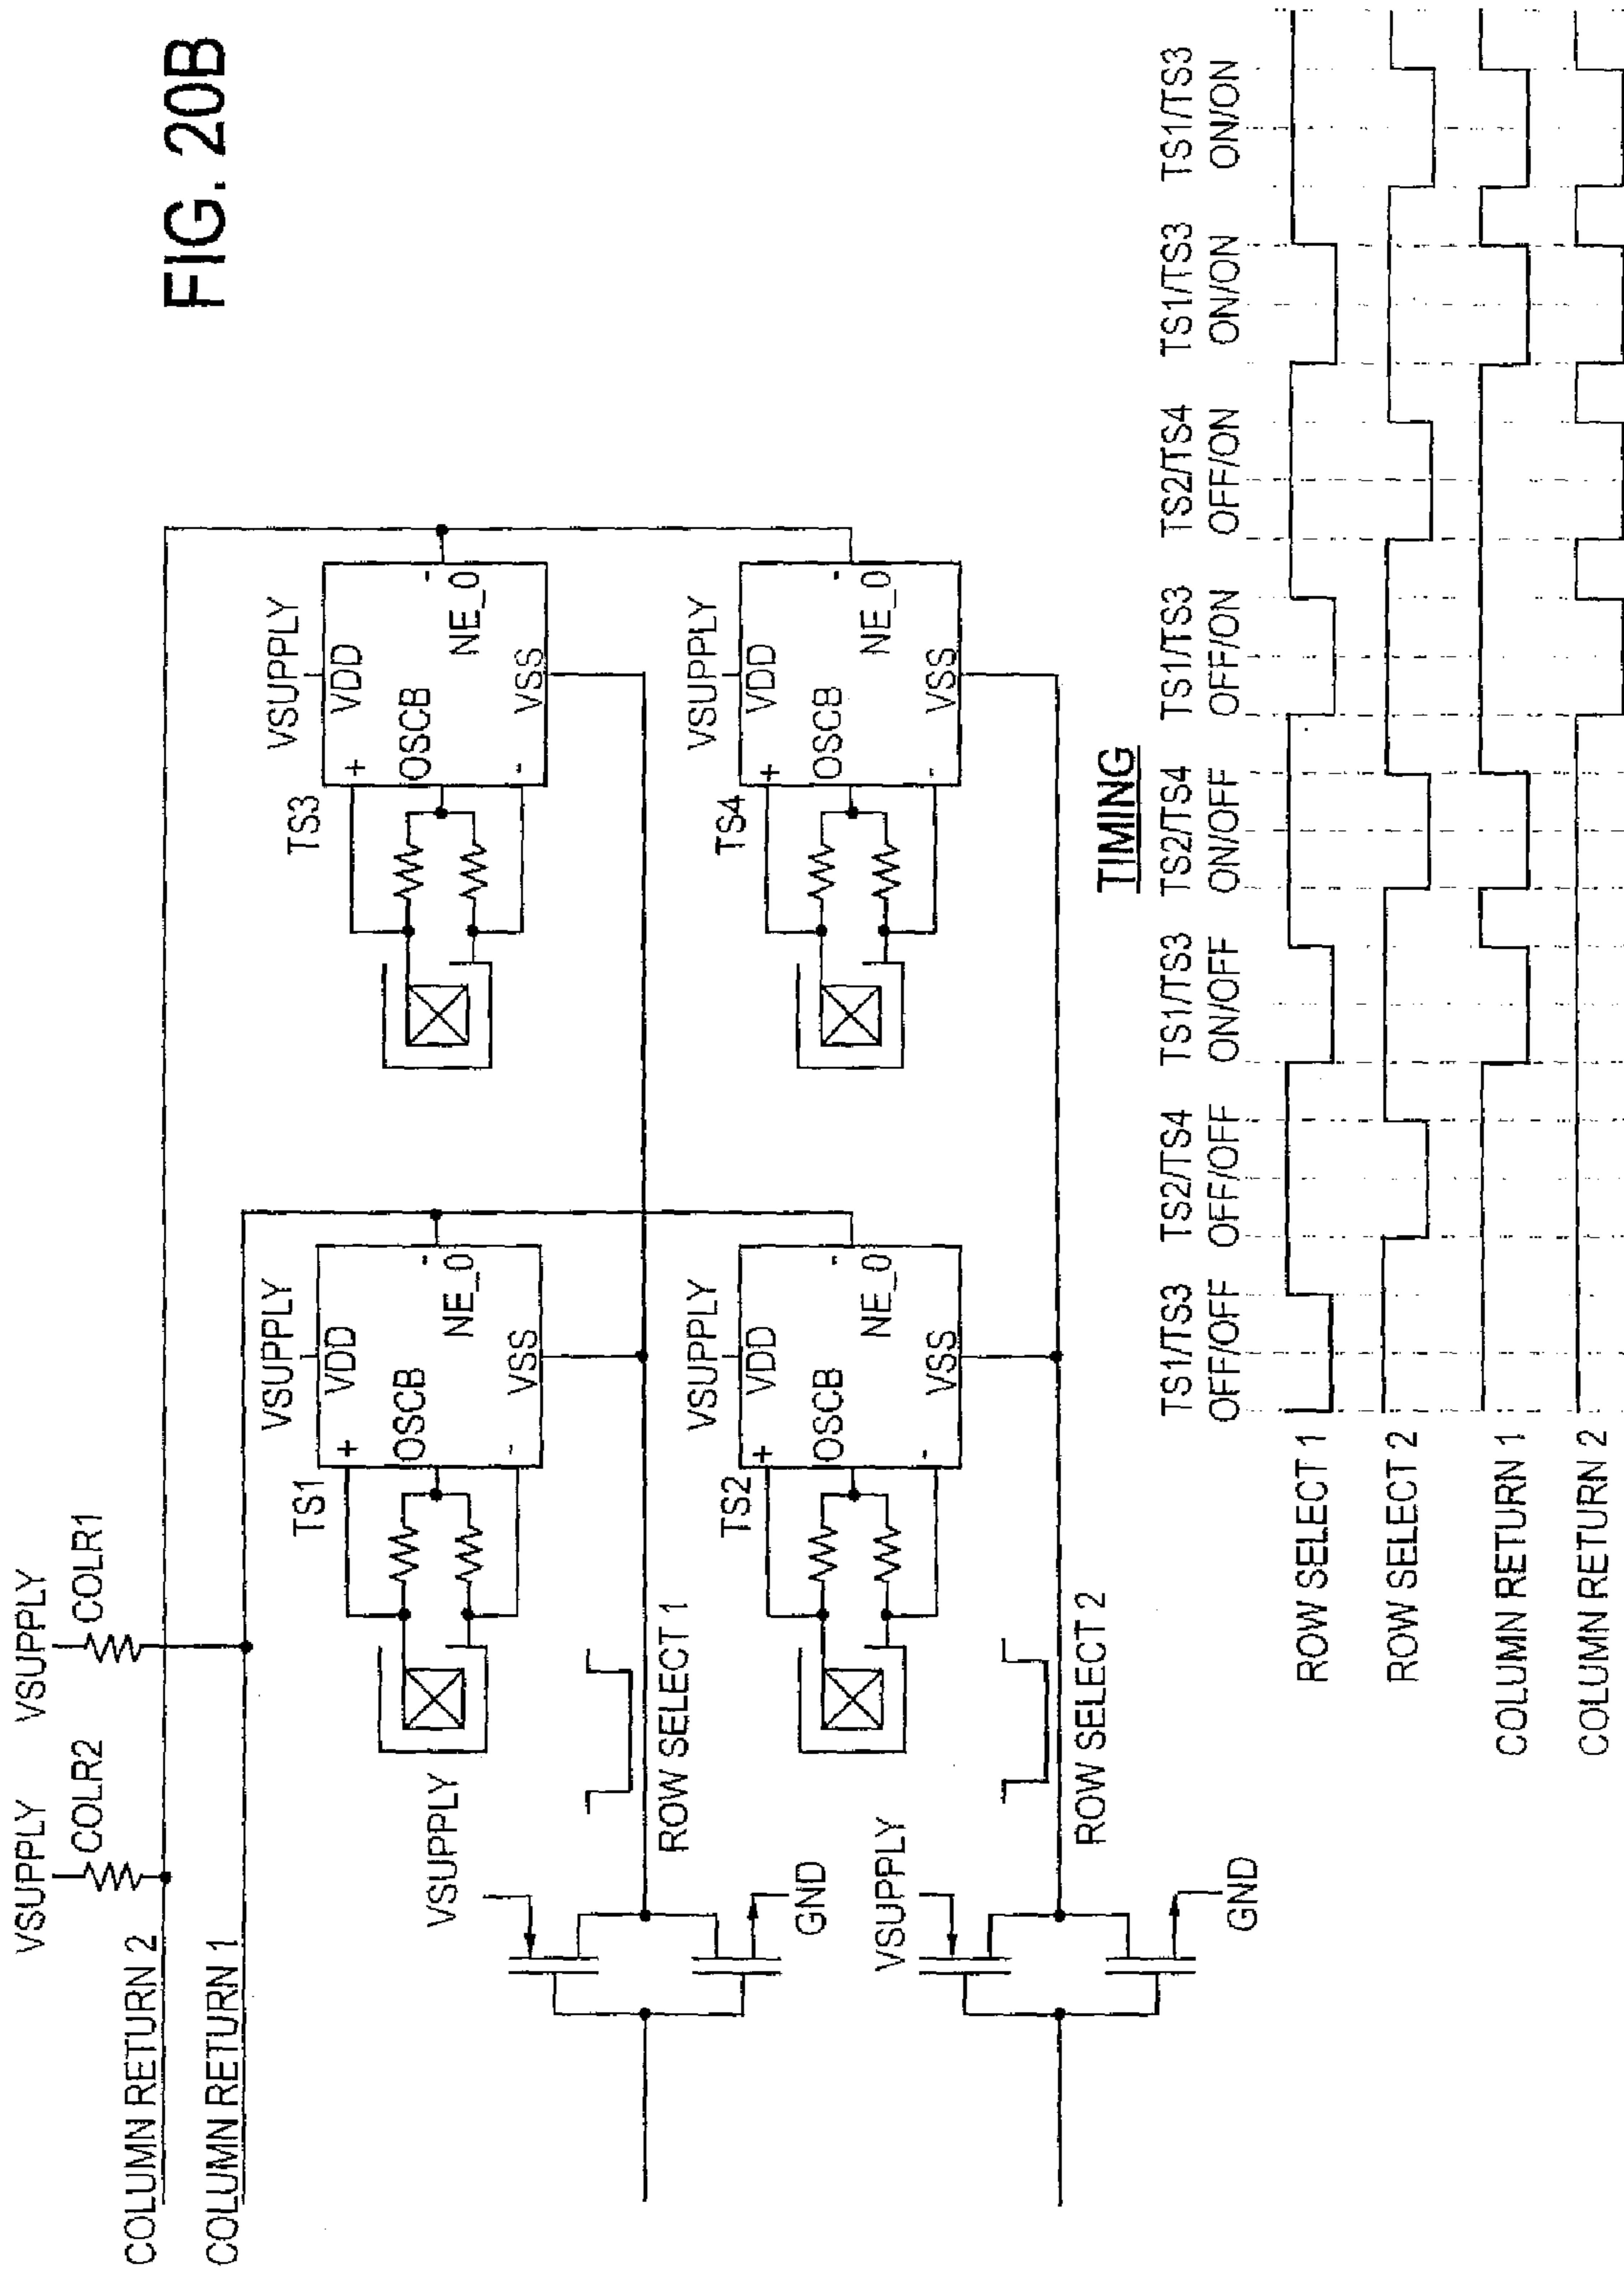 FIG. 20B
VSUPPLY
VSUPPLY
COLR2
COLR1
COLUMN RETURN 2
COLUMN RETURN 1
VSUPPLY
VSUPPLY
TS1
+
VDD
OSCB
-
NE_0
-
VSS
TS3
+
VDD
OSCB
-
NE_0
-
VSS
VSUPPLY
GND
ROW SELECT 1
VSUPPLY
VSUPPLY
TS2
+
VDD
OSCB
-
NE_0
-
VSS
TS4
+
VDD
OSCB
-
NE_0
-
VSS
VSUPPLY
GND
ROW SELECT 2
TIMING
TS1/TS3 TS2/TS4 TS1/TS3 TS2/TS4 TS1/TS3 TS2/TS4 TS1/TS3 TS1/TS3
OFF/OFF OFF/OFF ON/OFF ON/OFF OFF/ON OFF/ON ON/ON ON/ON
ROW SELECT 1
ROW SELECT 2
COLUMN RETURN 1
COLUMN RETURN 2